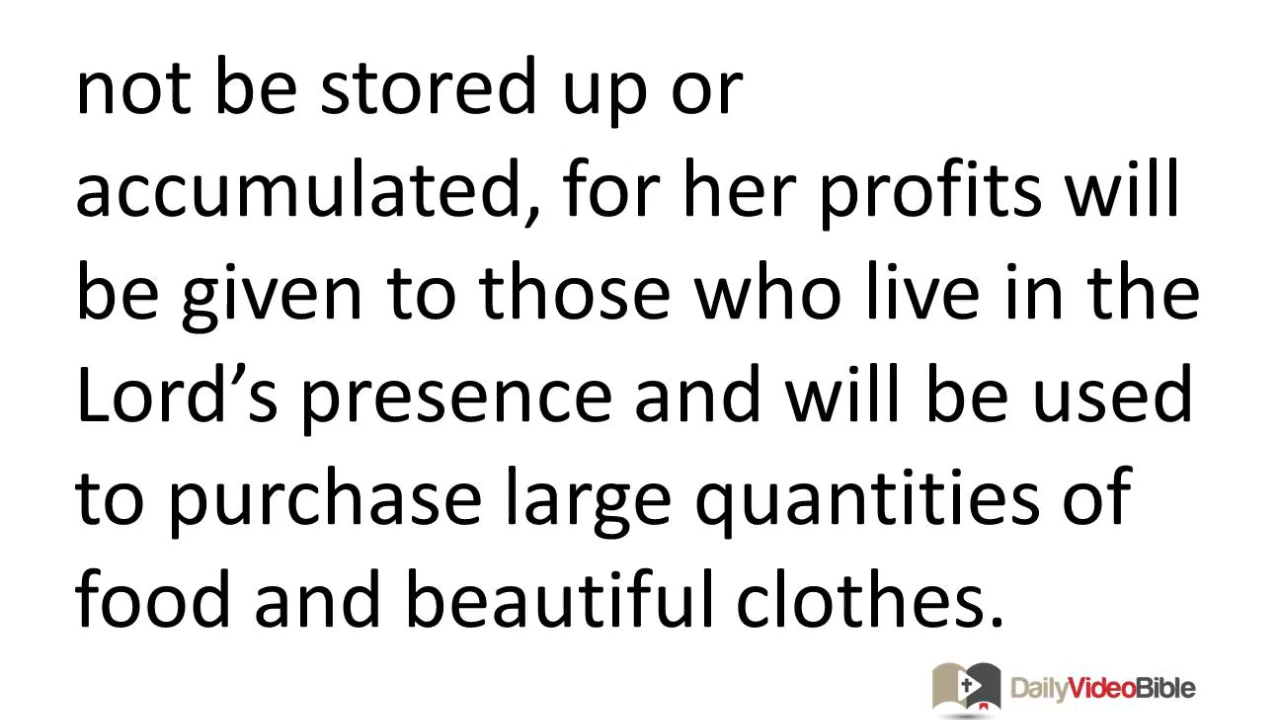 not be stored up or
accumulated, for her profits will
be given to those who live in the
Lord’s presence and will be used
to purchase large quantities of
food and beautiful clothes.
DailyVideoBible